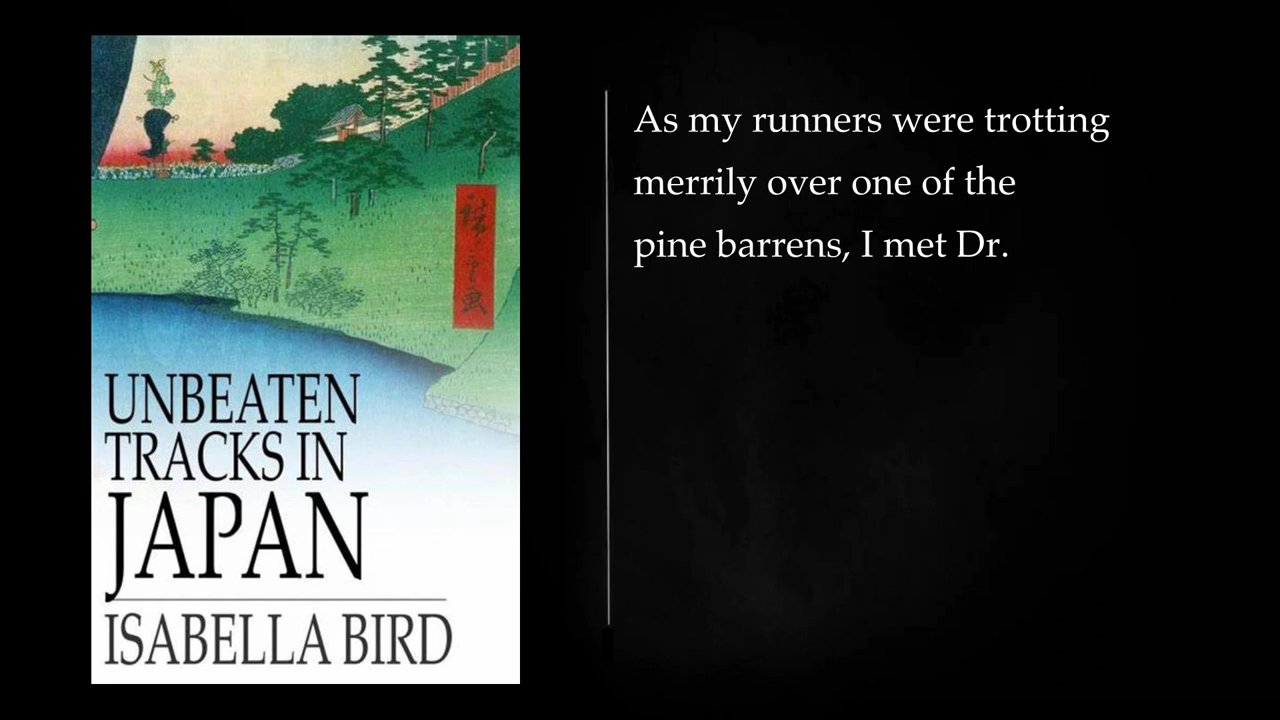 UNBEATEN
TRACKS IN
JAPAN
ISABELLA BIRD
As my runners were trotting
merrily over one of the
pine barrens, I met Dr.